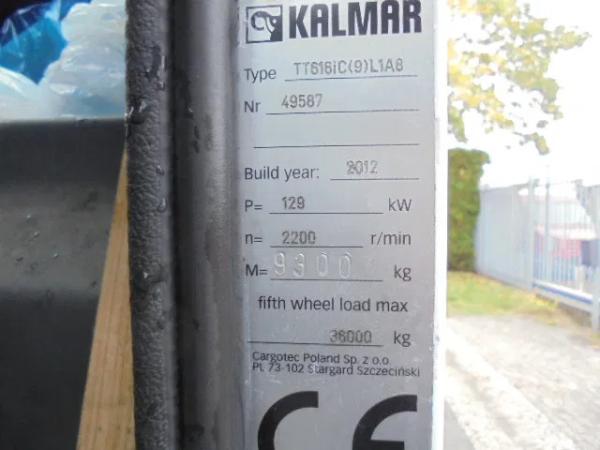 KALMAR
Type TT616iC(9)L1A8
Nr 49587
Build year: 2012
P= 129 kW
n= 2200 r/min
M= 9300 kg
fifth wheel load max
36000 kg
Cargotec Poland Sp. z o.o.
PL 73-102 Stargard Szczeciński
CE